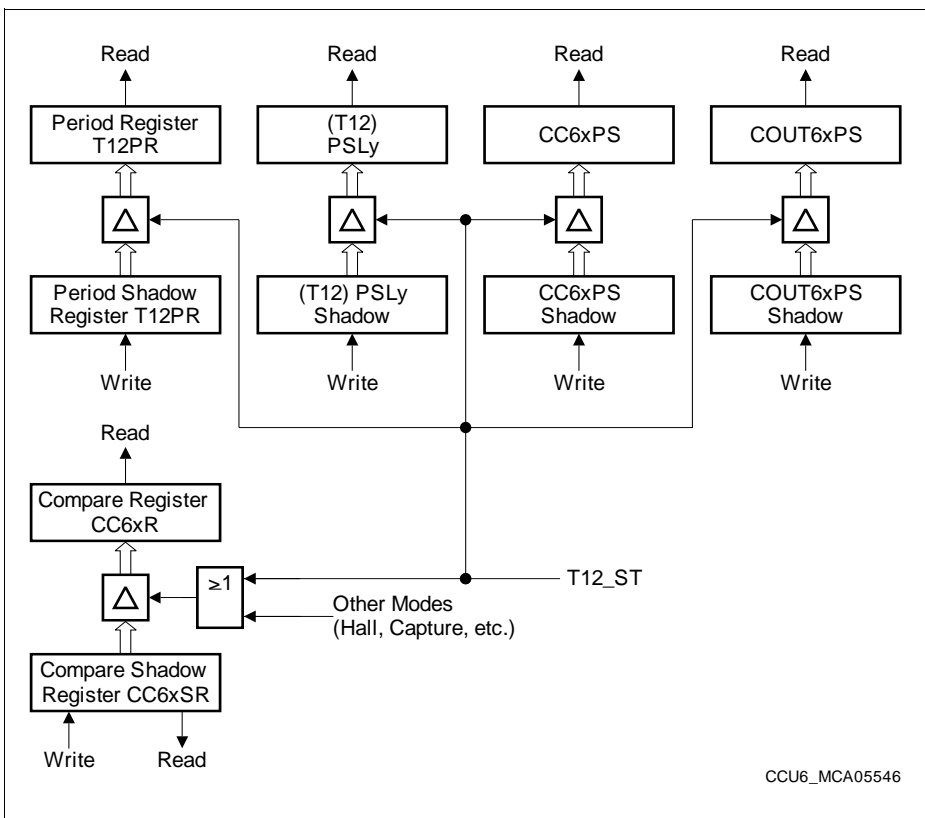 Read
Read
Read
Read
Period Register
T12PR
(T12)
PSLy
CC6xPS
COUT6xPS
Period Shadow
Register T12PR
(T12) PSLy
Shadow
CC6xPS
Shadow
COUT6xPS
Shadow
Write
Write
Write
Write
Read
Compare Register
CC6xR
≥1
T12_ST
Other Modes
(Hall, Capture, etc.)
Compare Shadow
Register CC6xSR
Write
Read
CCU6_MCA05546